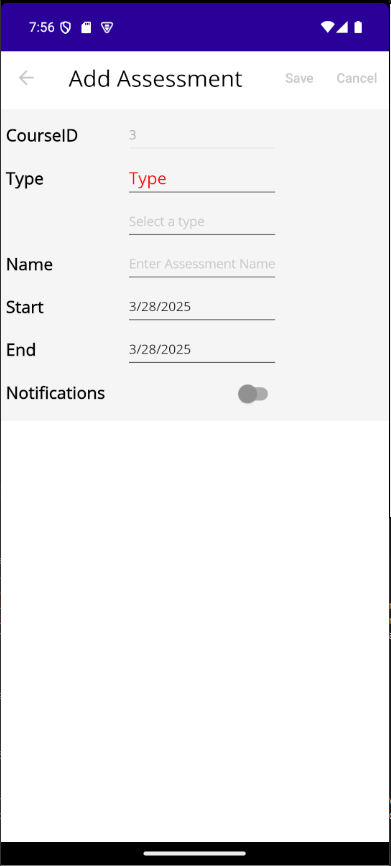 7:56
Add Assessment Save Cancel
CourseID 3
Type Type
Select a type
Name Enter Assessment Name
Start 3/28/2025
End 3/28/2025
Notifications